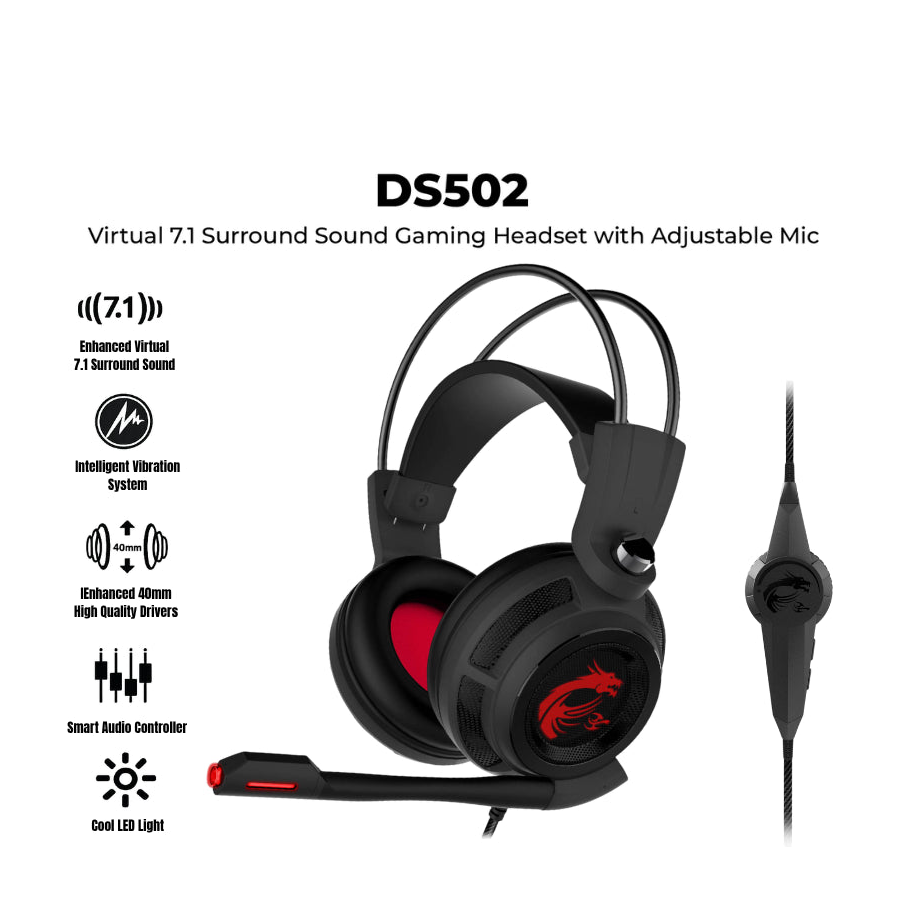 DS502
Virtual 7.1 Surround Sound Gaming Headset with Adjustable Mic
(((7.1)))
Enhanced Virtual
7.1 Surround Sound
Intelligent Vibration
System
40mm
IEnhanced 40mm
High Quality Drivers
Smart Audio Controller
Cool LED Light
L